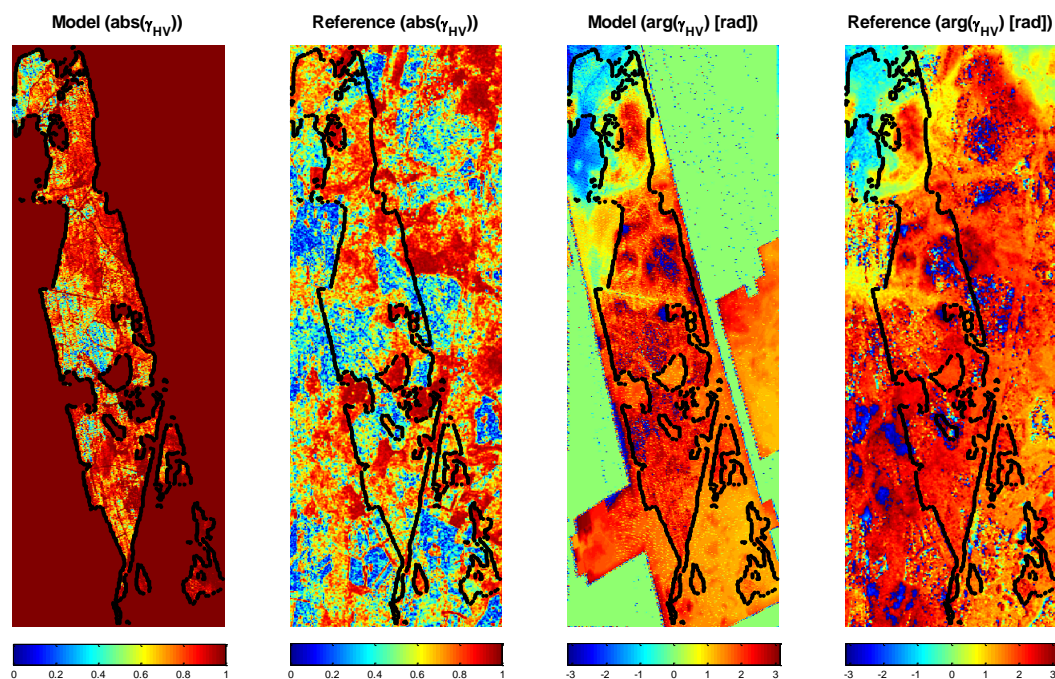 Model (abs(γHV)) Reference (abs(γHV)) Model (arg(γHV) [rad]) Reference (arg(γHV) [rad])
0 0.2 0.4 0.6 0.8 1 0 0.2 0.4 0.6 0.8 1 -3 -2 -1 0 1 2 3 -3 -2 -1 0 1 2 3